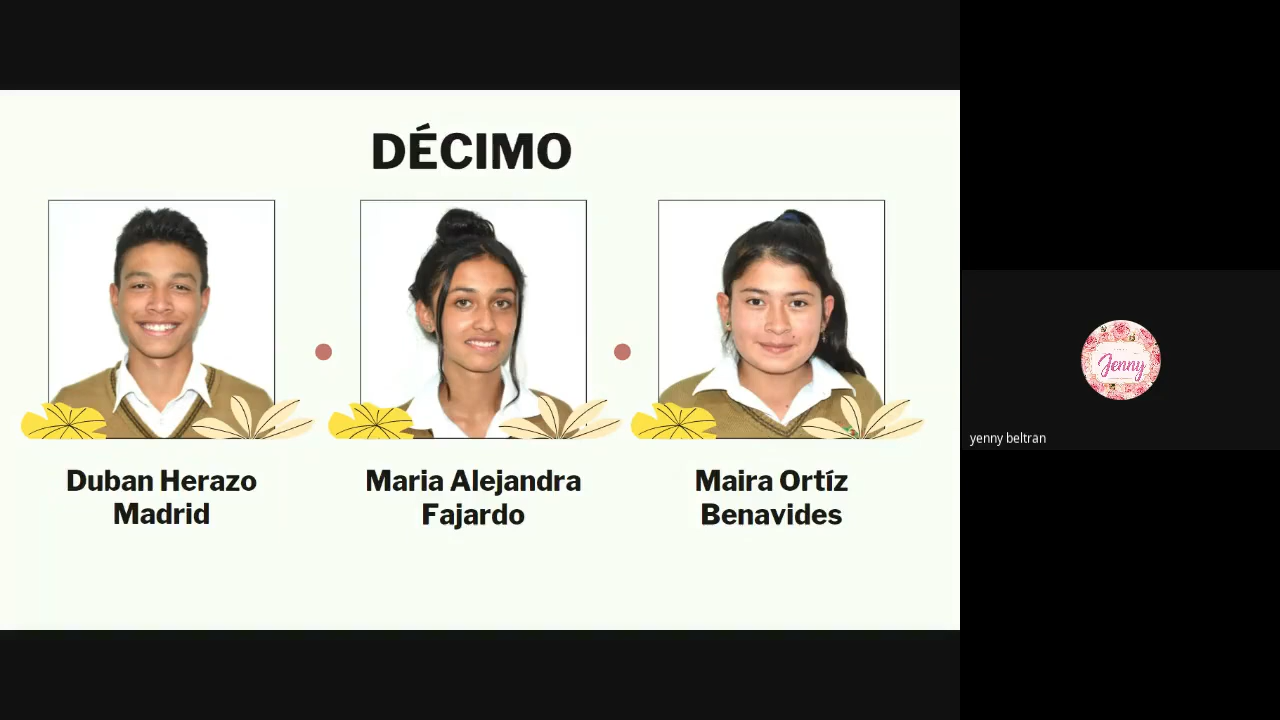 DÉCIMO
Duban Herazo
Madrid
Maria Alejandra
Fajardo
Maira Ortíz
Benavides
Jenny
yenny beltran